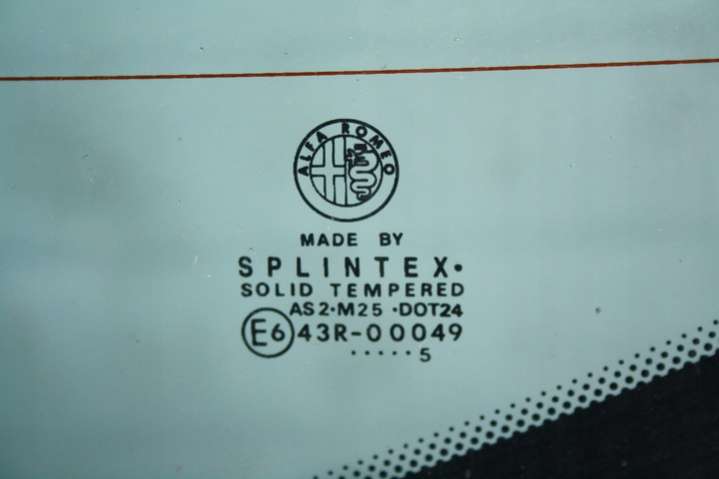 ALFA ROMEO
MADE BY
SPLINTEX·
SOLID TEMPERED
AS2·M25 ·DOT24
E6 43R-00049
.....5